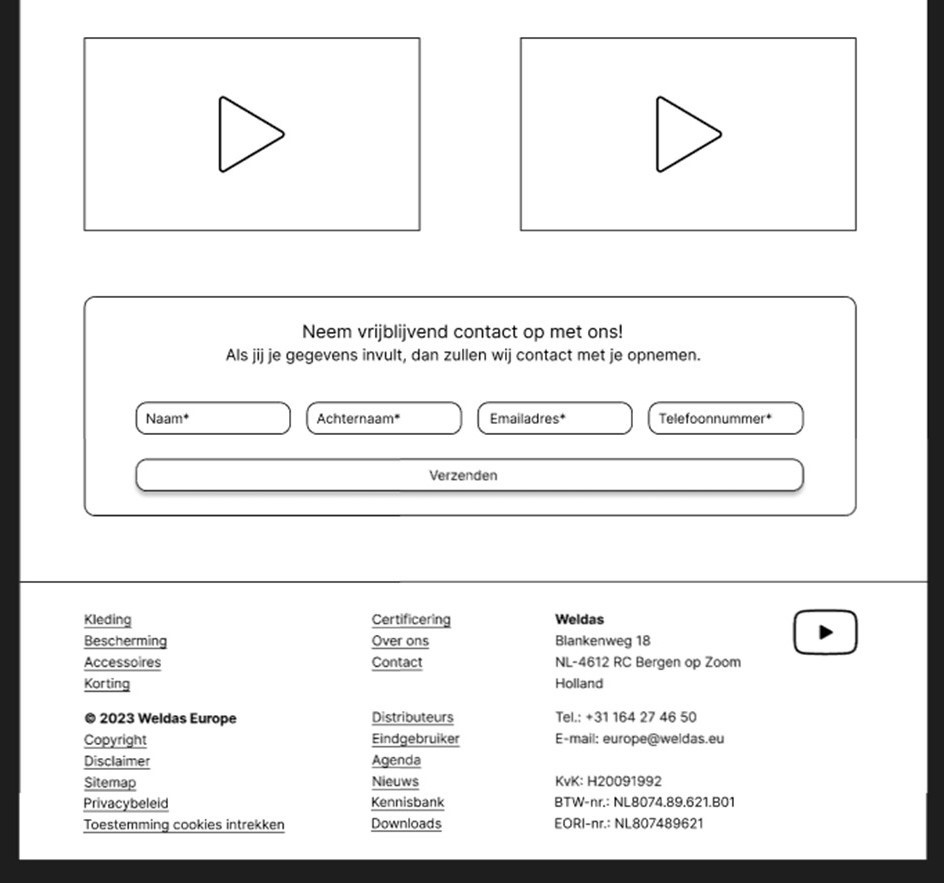 Neem vrijblijvend contact op met ons!
Als jij je gegevens invult, dan zullen wij contact met je opnemen.
Naam*
Achternaam*
Emailadres*
Telefoonnummer*
Verzenden
Kleding
Bescherming
Accessoires
Korting
© 2023 Weldas Europe
Copyright
Disclaimer
Sitemap
Privacybeleid
Toestemming cookies intrekken
Certificering
Over ons
Contact
Distributeurs
Eindgebruiker
Agenda
Nieuws
Kennisbank
Downloads
Weldas
Blankenweg 18
NL-4612 RC Bergen op Zoom
Holland
Tel.: +31 164 27 46 50
E-mail: europe@weldas.eu
KvK: H20091992
BTW-nr.: NL8074.89.621.B01
EORI-nr.: NL807489621